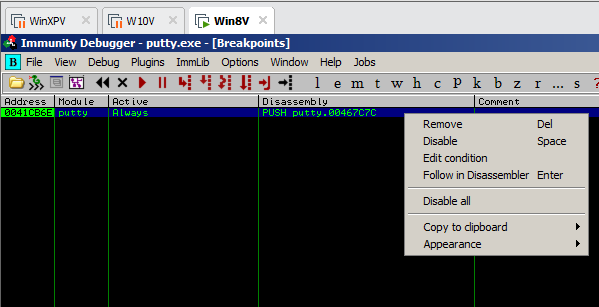 WinXPV W10V Win8V
Immunity Debugger - putty.exe - [Breakpoints]
B File View Debug Plugins ImmLib Options Window Help Jobs
l e m t w h c p k b z r ... s ?
Address Module Active Disassembly Comment
0041CB6E putty Always PUSH putty.00467C7C
Remove Del
Disable Space
Edit condition
Follow in Disassembler Enter
Disable all
Copy to clipboard
Appearance